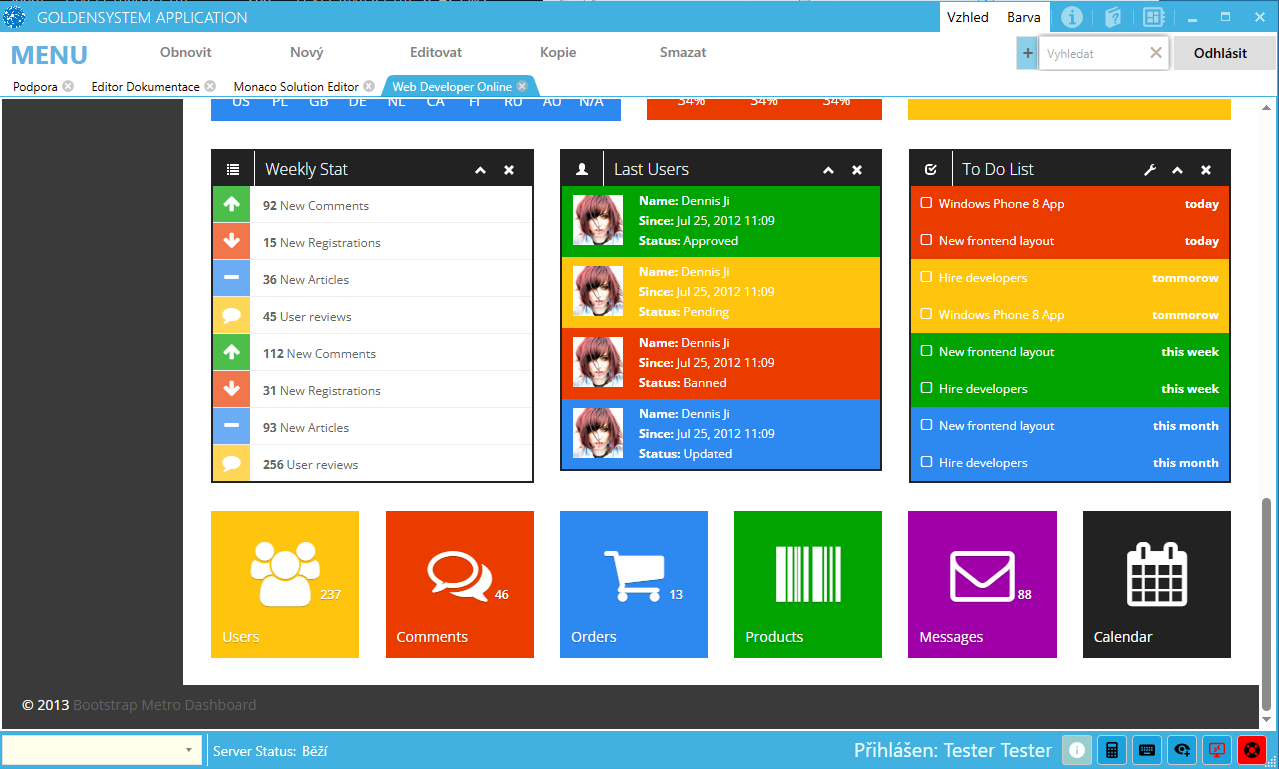 GOLDENSYSTEM APPLICATION
Vzhled Barva
MENU Obnovit Nový Editovat Kopie Smazat + Vyhledat Odhlásit
Podpora Editor Dokumentace Monaco Solution Editor Web Developer Online
US PL GB DE NL CA FI RU AU N/A
34% 34% 34%
Weekly Stat
92 New Comments
15 New Registrations
36 New Articles
45 User reviews
112 New Comments
31 New Registrations
93 New Articles
256 User reviews
Last Users
Name: Dennis Ji
Since: Jul 25, 2012 11:09
Status: Approved
Name: Dennis Ji
Since: Jul 25, 2012 11:09
Status: Pending
Name: Dennis Ji
Since: Jul 25, 2012 11:09
Status: Banned
Name: Dennis Ji
Since: Jul 25, 2012 11:09
Status: Updated
To Do List
Windows Phone 8 App today
New frontend layout today
Hire developers tommorow
Windows Phone 8 App tommorow
New frontend layout this week
Hire developers this week
New frontend layout this month
Hire developers this month
237
Users
46
Comments
13
Orders
Products
88
Messages
Calendar
© 2013 Bootstrap Metro Dashboard
Server Status: Běží
Přihlášen: Tester Tester